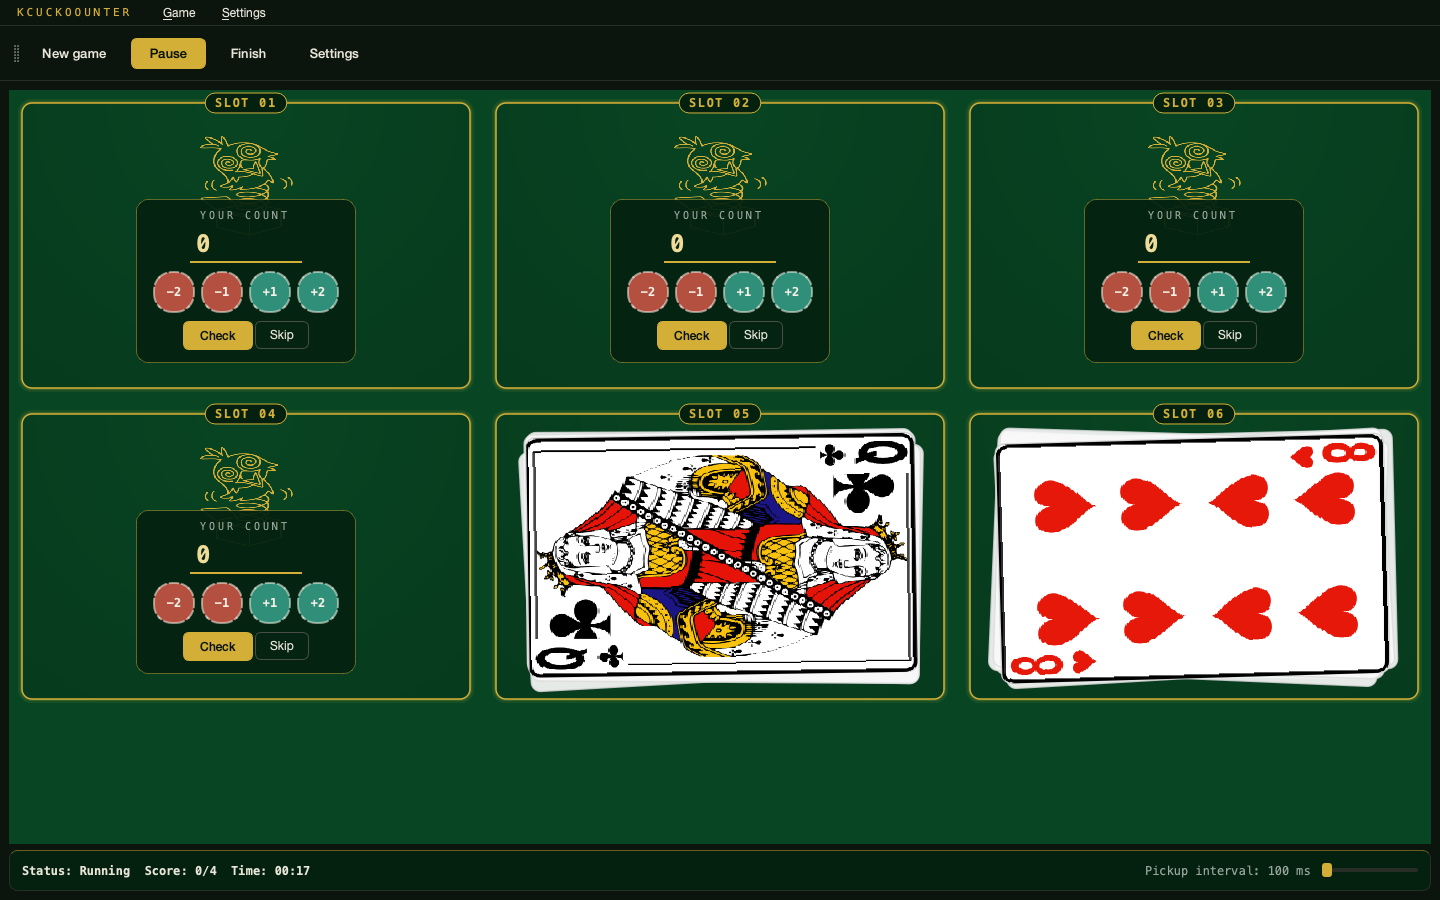 KCUCKOOUNTER Game Settings
New game Pause Finish Settings
SLOT 01 SLOT 02 SLOT 03
YOUR COUNT YOUR COUNT YOUR COUNT
0 0 0
−2 −1 +1 +2 −2 −1 +1 +2 −2 −1 +1 +2
Check Skip Check Skip Check Skip
SLOT 04 SLOT 05 SLOT 06
Q 8
YOUR COUNT
0
−2 −1 +1 +2
Check Skip
Q 8
Status: Running Score: 0/4 Time: 00:17 Pickup interval: 100 ms